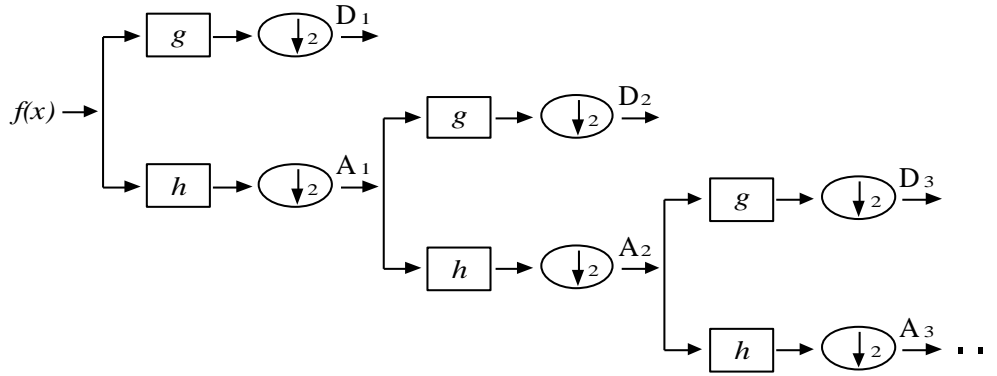 g ↓2 D1
f(x)
h ↓2 A1
g ↓2 D2
h ↓2 A2
g ↓2 D3
h ↓2 A3 ..